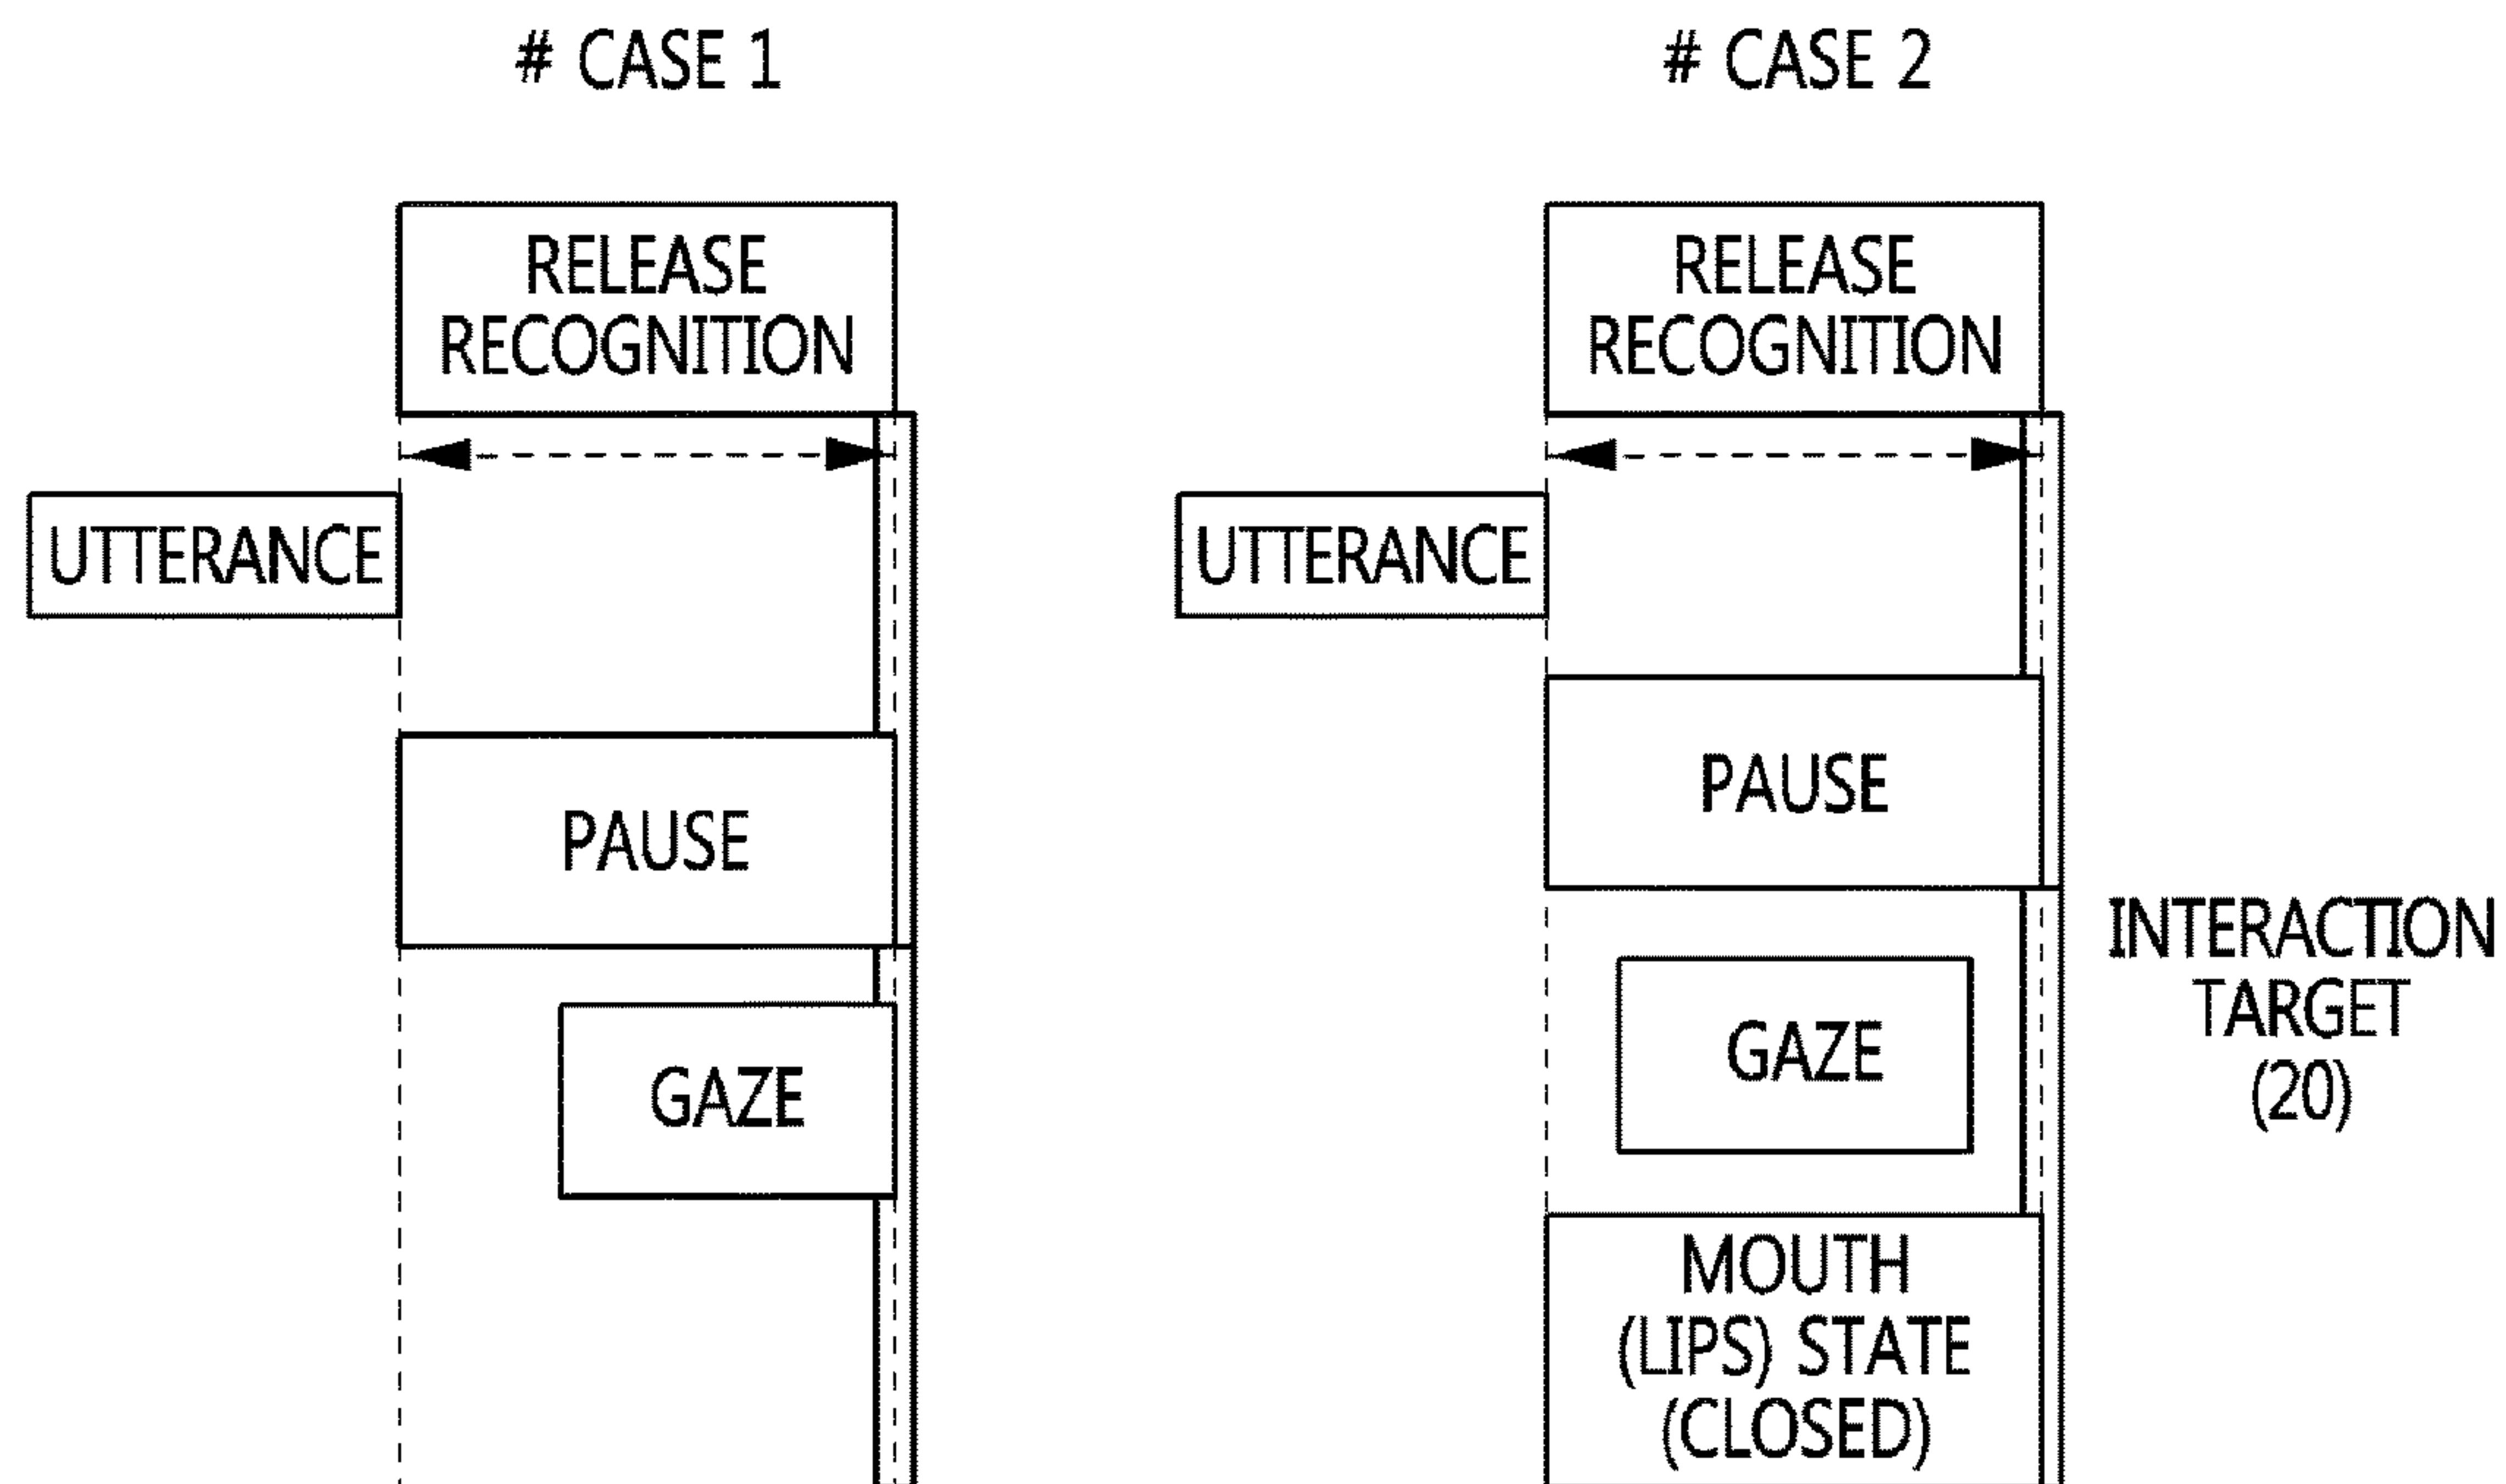 # CASE 1
RELEASE
RECOGNITION
UTTERANCE
PAUSE
GAZE
# CASE 2
RELEASE
RECOGNITION
UTTERANCE
PAUSE
GAZE
MOUTH
(LIPS) STATE
(CLOSED)
INTERACTION
TARGET
(20)